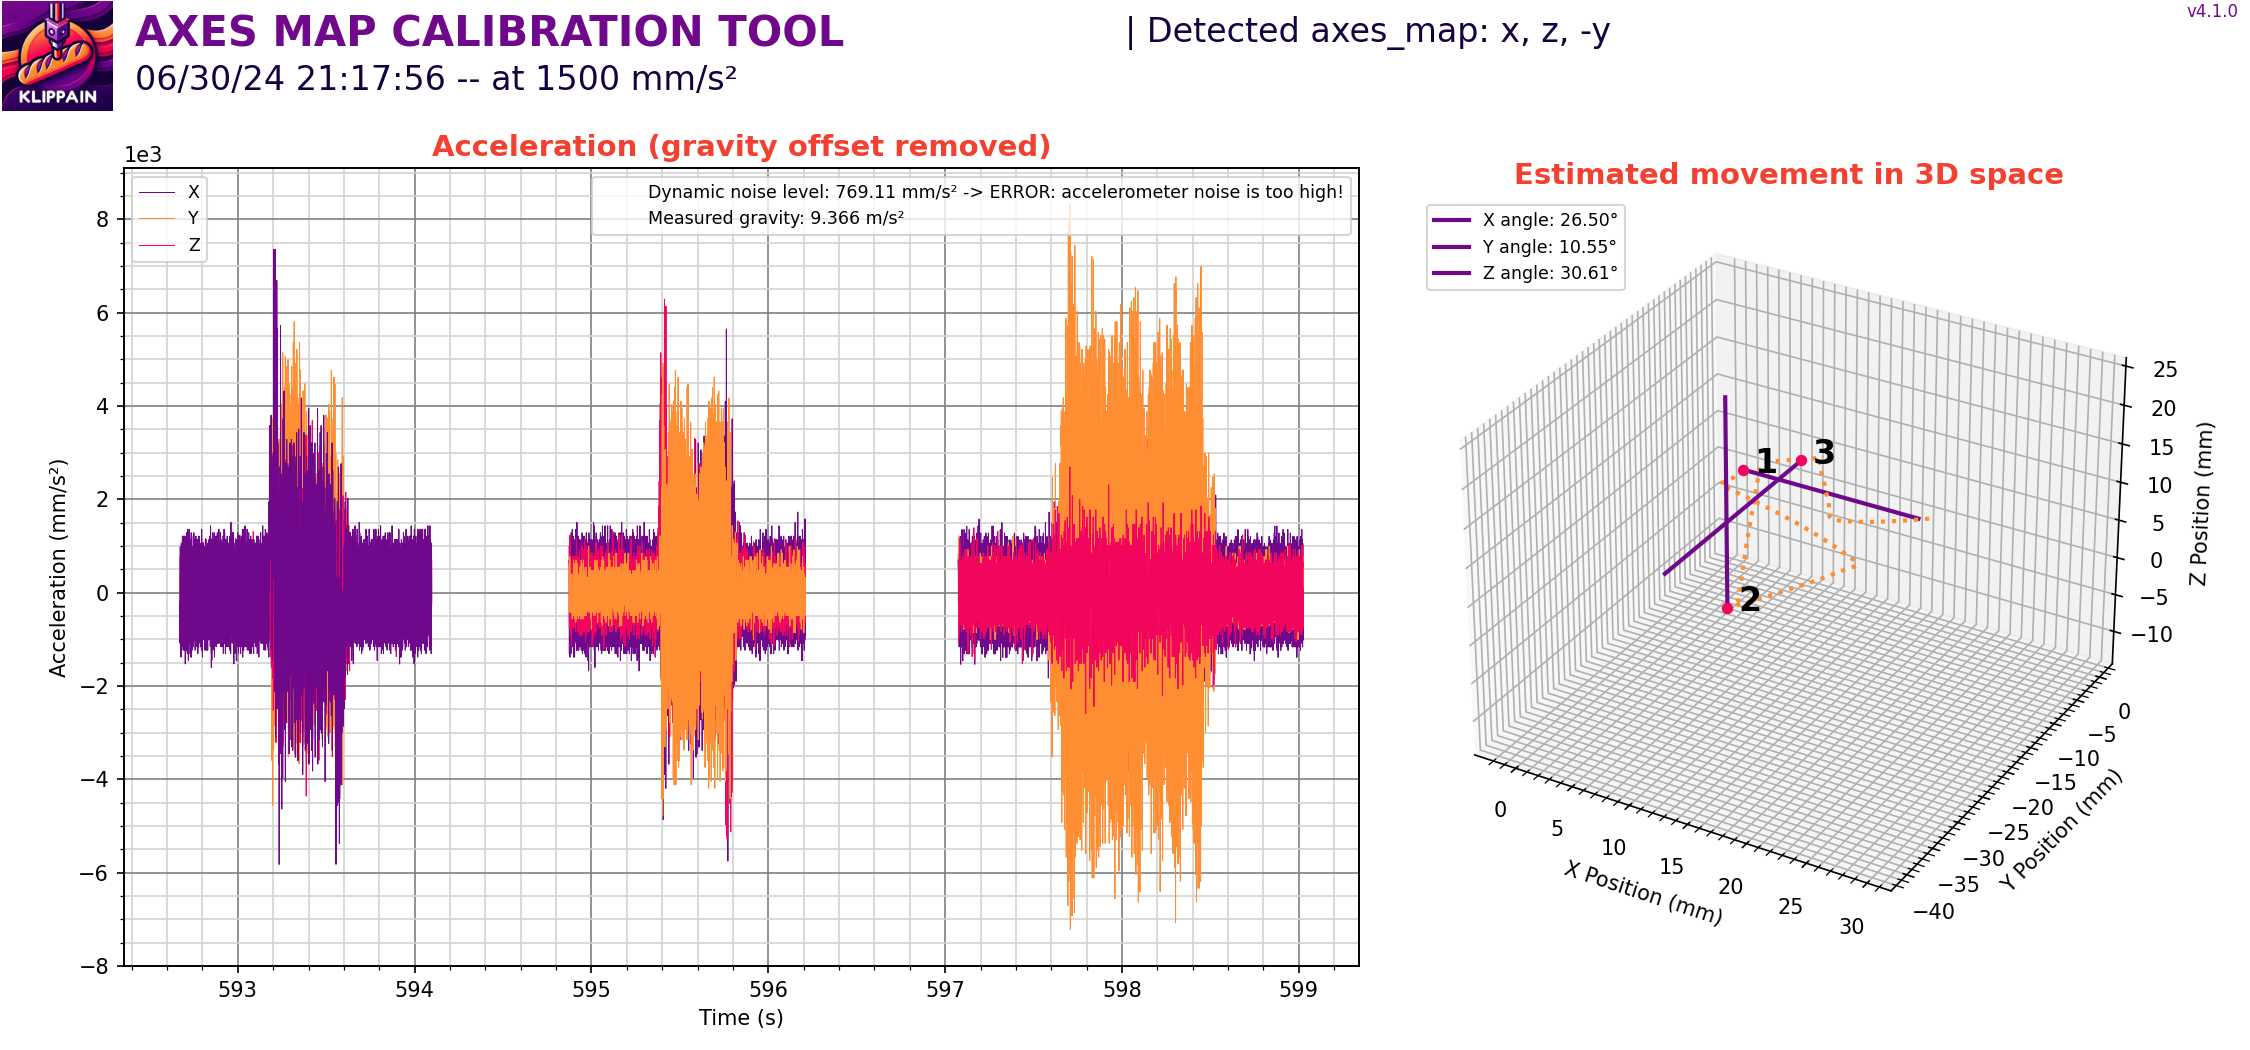 KLIPPAIN
AXES MAP CALIBRATION TOOL
| Detected axes_map: x, z, -y
v4.1.0
06/30/24 21:17:56 -- at 1500 mm/s²
Acceleration (gravity offset removed)
1e3
X
Y
Z
Dynamic noise level: 769.11 mm/s² -> ERROR: accelerometer noise is too high!
Measured gravity: 9.366 m/s²
8
6
4
2
0
−2
−4
−6
−8
Acceleration (mm/s²)
593
594
595
596
597
598
599
Time (s)
Estimated movement in 3D space
X angle: 26.50°
Y angle: 10.55°
Z angle: 30.61°
1
3
2
25
20
15
10
5
0
−5
−10
Z Position (mm)
0
−5
−10
−15
−20
−25
−30
−35
−40
Y Position (mm)
0
5
10
15
20
25
30
X Position (mm)